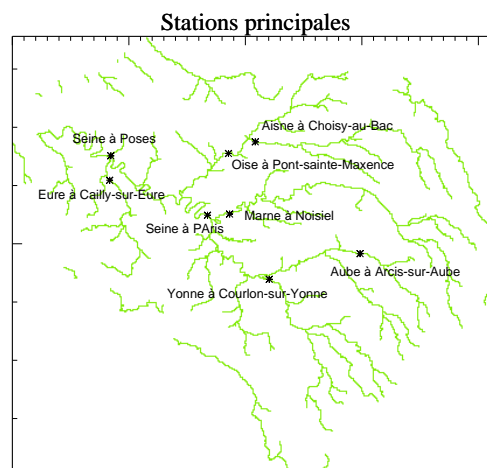 Stations principales
Aisne à Choisy-au-Bac
Seine à Poses
Oise à Pont-sainte-Maxence
Eure à Cailly-sur-Eure
Marne à Noisiel
Seine à PAris
Aube à Arcis-sur-Aube
Yonne à Courlon-sur-Yonne